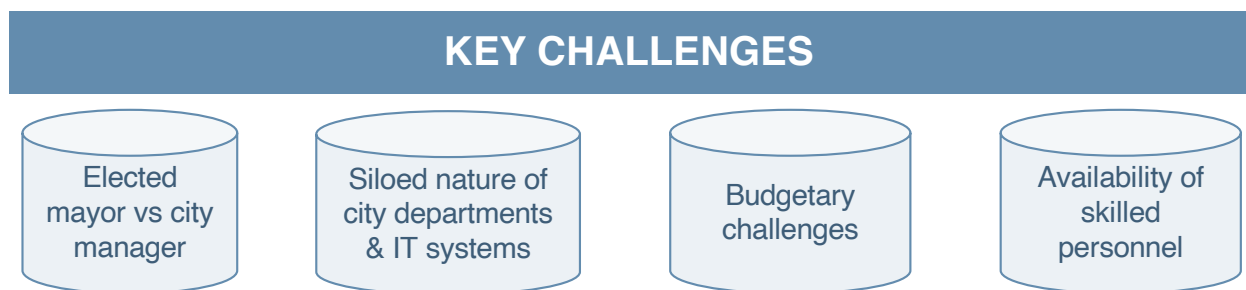 KEY CHALLENGES
Elected
mayor vs city
manager
Siloed nature of
city departments
& IT systems
Budgetary
challenges
Availability of
skilled
personnel